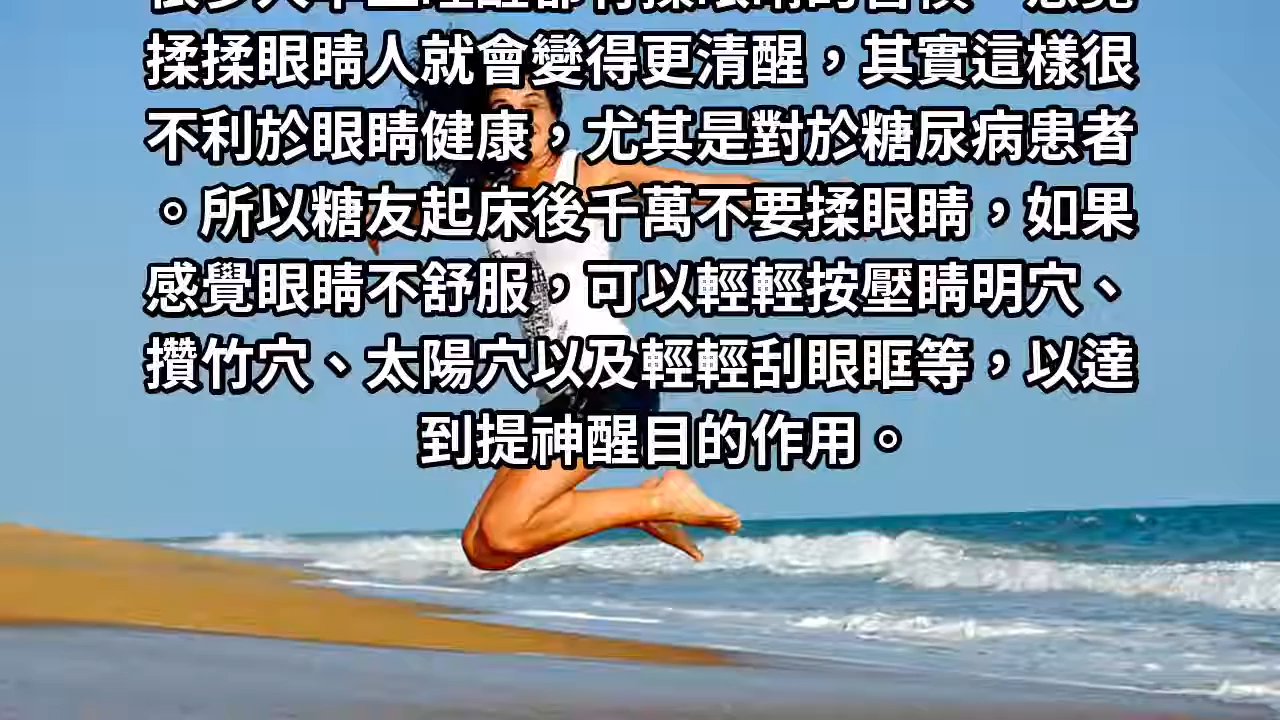 揉揉眼睛人就會變得更清醒，其實這樣很
不利於眼睛健康，尤其是對於糖尿病患者
。所以糖友起床後千萬不要揉眼睛，如果
感覺眼睛不舒服，可以輕輕按壓睛明穴、
攢竹穴、太陽穴以及輕輕刮眼眶等，以達
到提神醒目的作用。